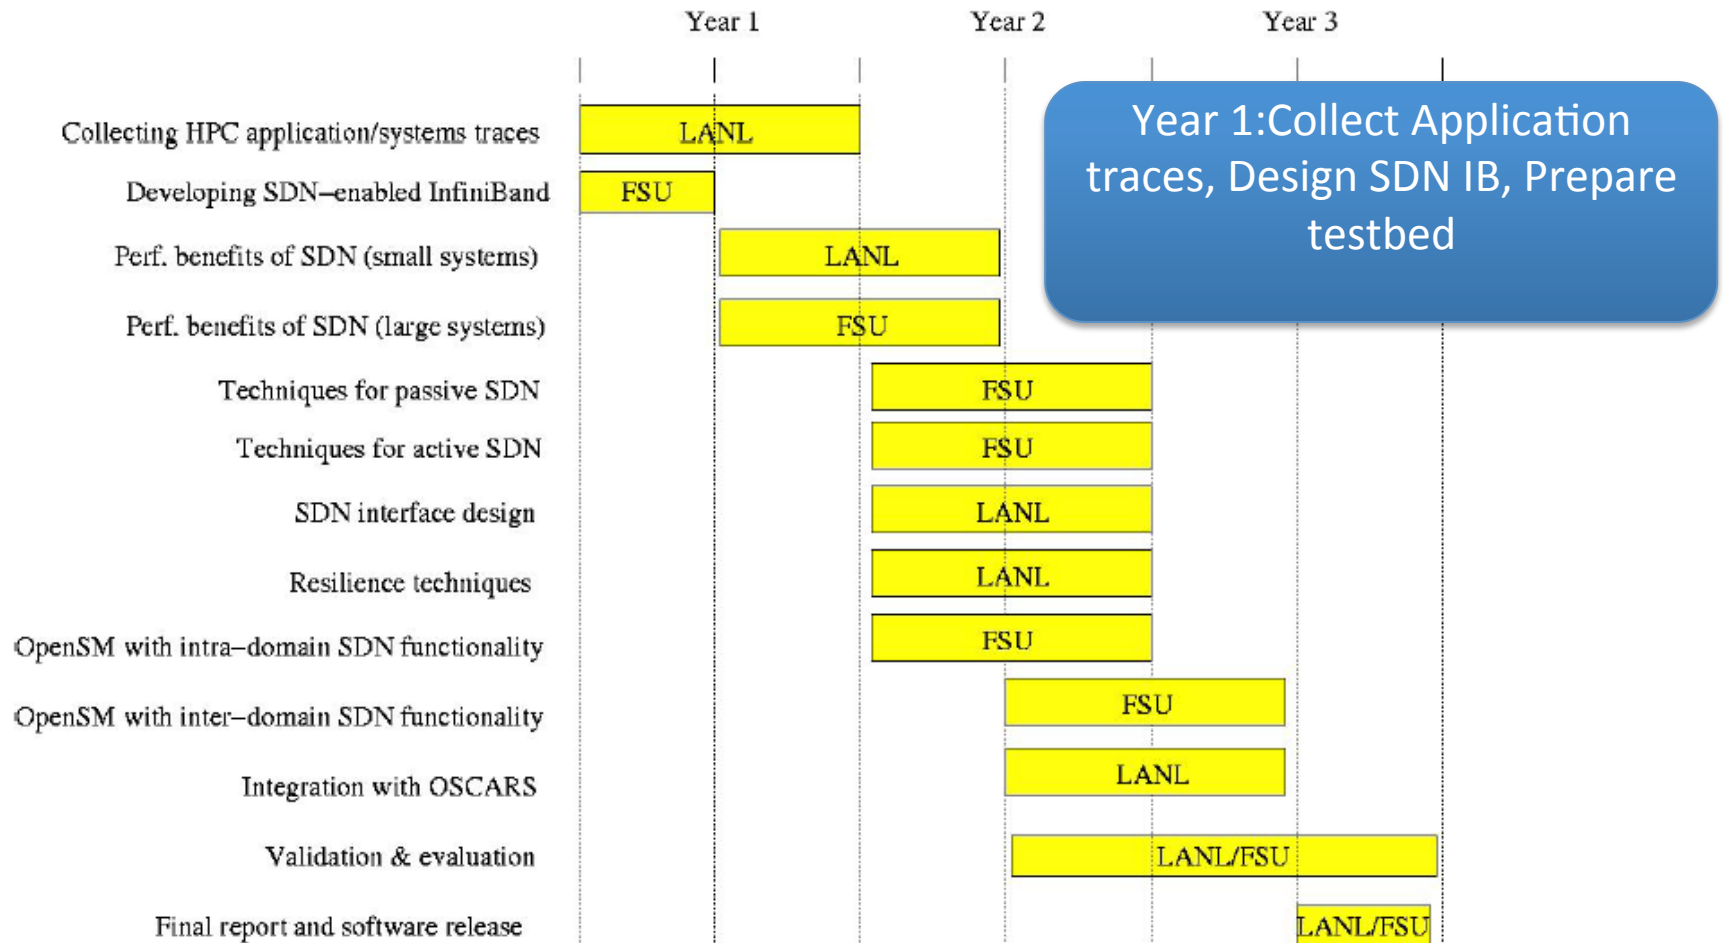 Year 1 Year 2 Year 3
Year 1:Collect Application
traces, Design SDN IB, Prepare
testbed
Collecting HPC application/systems traces LANL
Developing SDN–enabled InfiniBand FSU
Perf. benefits of SDN (small systems) LANL
Perf. benefits of SDN (large systems) FSU
Techniques for passive SDN FSU
Techniques for active SDN FSU
SDN interface design LANL
Resilience techniques LANL
OpenSM with intra–domain SDN functionality FSU
OpenSM with inter–domain SDN functionality FSU
Integration with OSCARS LANL
Validation & evaluation LANL/FSU
Final report and software release LANL/FSU